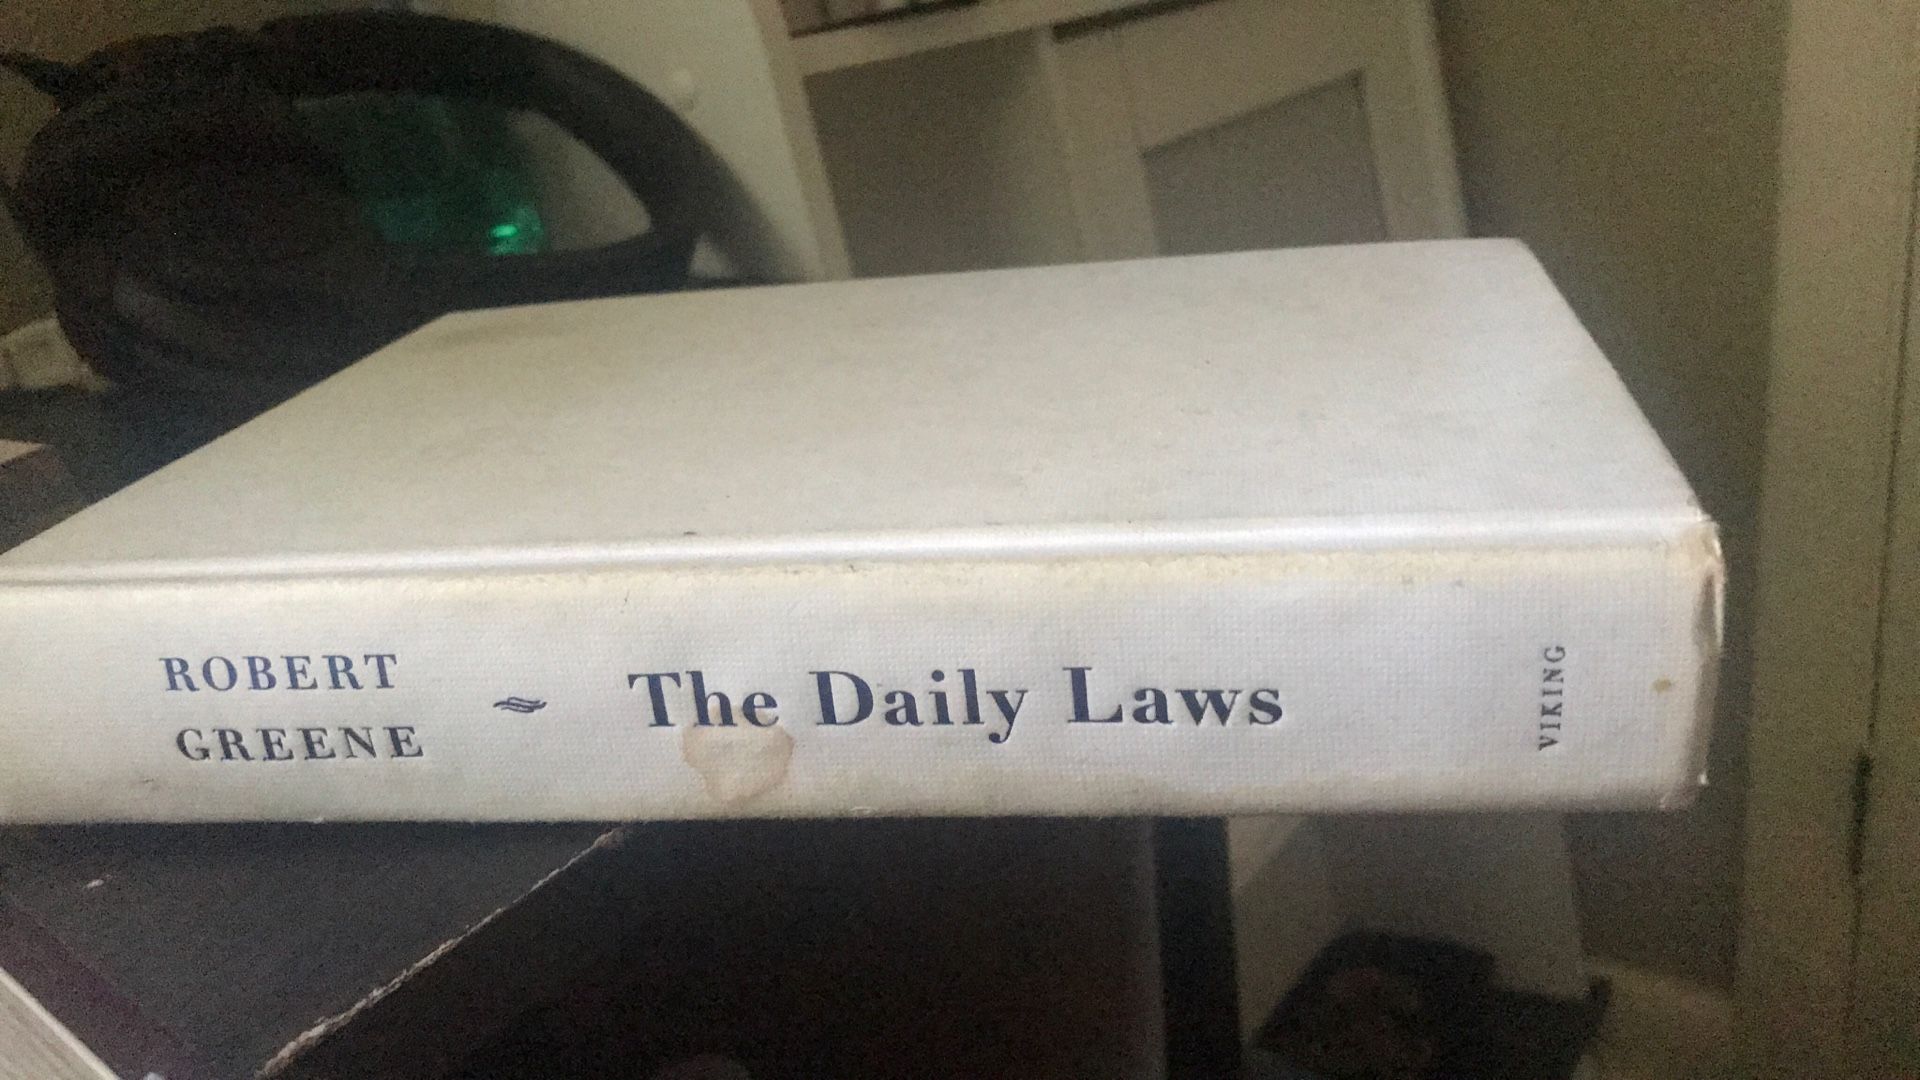 ROBERT
GREENE
The Daily Laws
VIKING